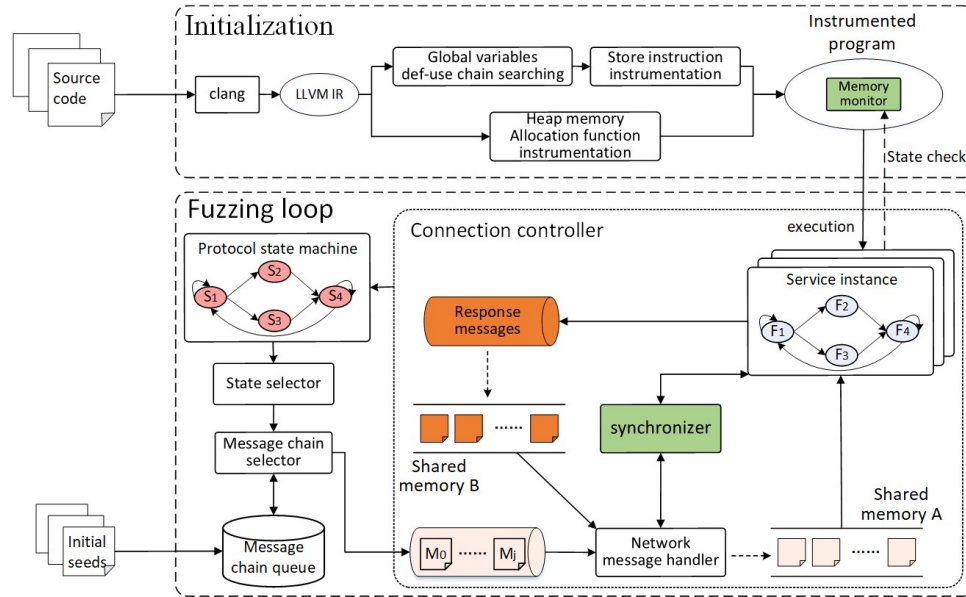 Initialization
Instrumented
program
Source
code
clang
LLVM IR
Global variables
def-use chain searching
Store instruction
instrumentation
Heap memory
Allocation function
instrumentation
Memory
monitor
State check
execution
Fuzzing loop
Connection controller
Protocol state machine
S1
S2
S3
S4
State selector
Message chain
selector
Message
chain queue
Initial
seeds
Response
messages
Shared
memory B
synchronizer
Service instance
F1
F2
F3
F4
M0 ...... Mj
Network
message handler
Shared
memory A